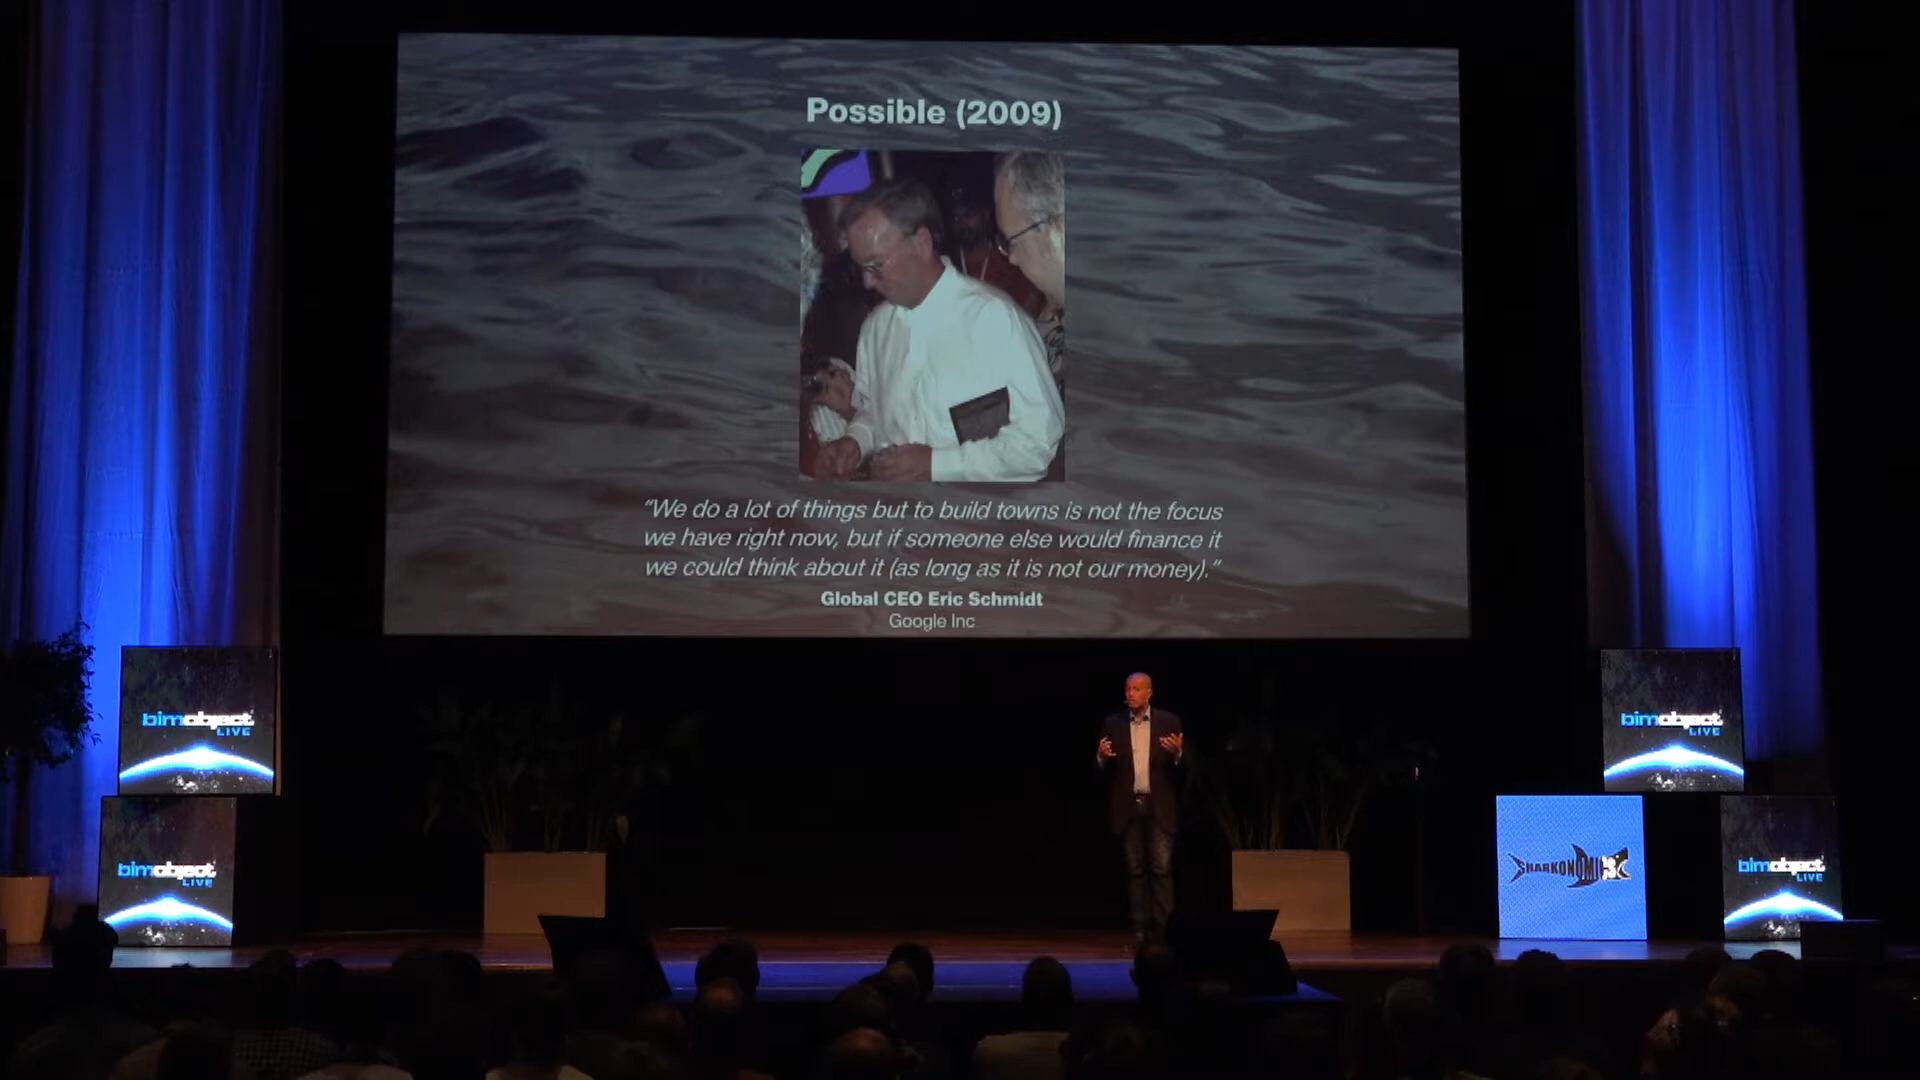 Possible (2009)
“We do a lot of things but to build towns is not the focus
we have right now, but if someone else would finance it
we could think about it (as long as it is not our money).”
Global CEO Eric Schmidt
Google Inc
bimobject
LIVE
bimobject
LIVE
bimobject
LIVE
SHARKONOMICS
bimobject
LIVE